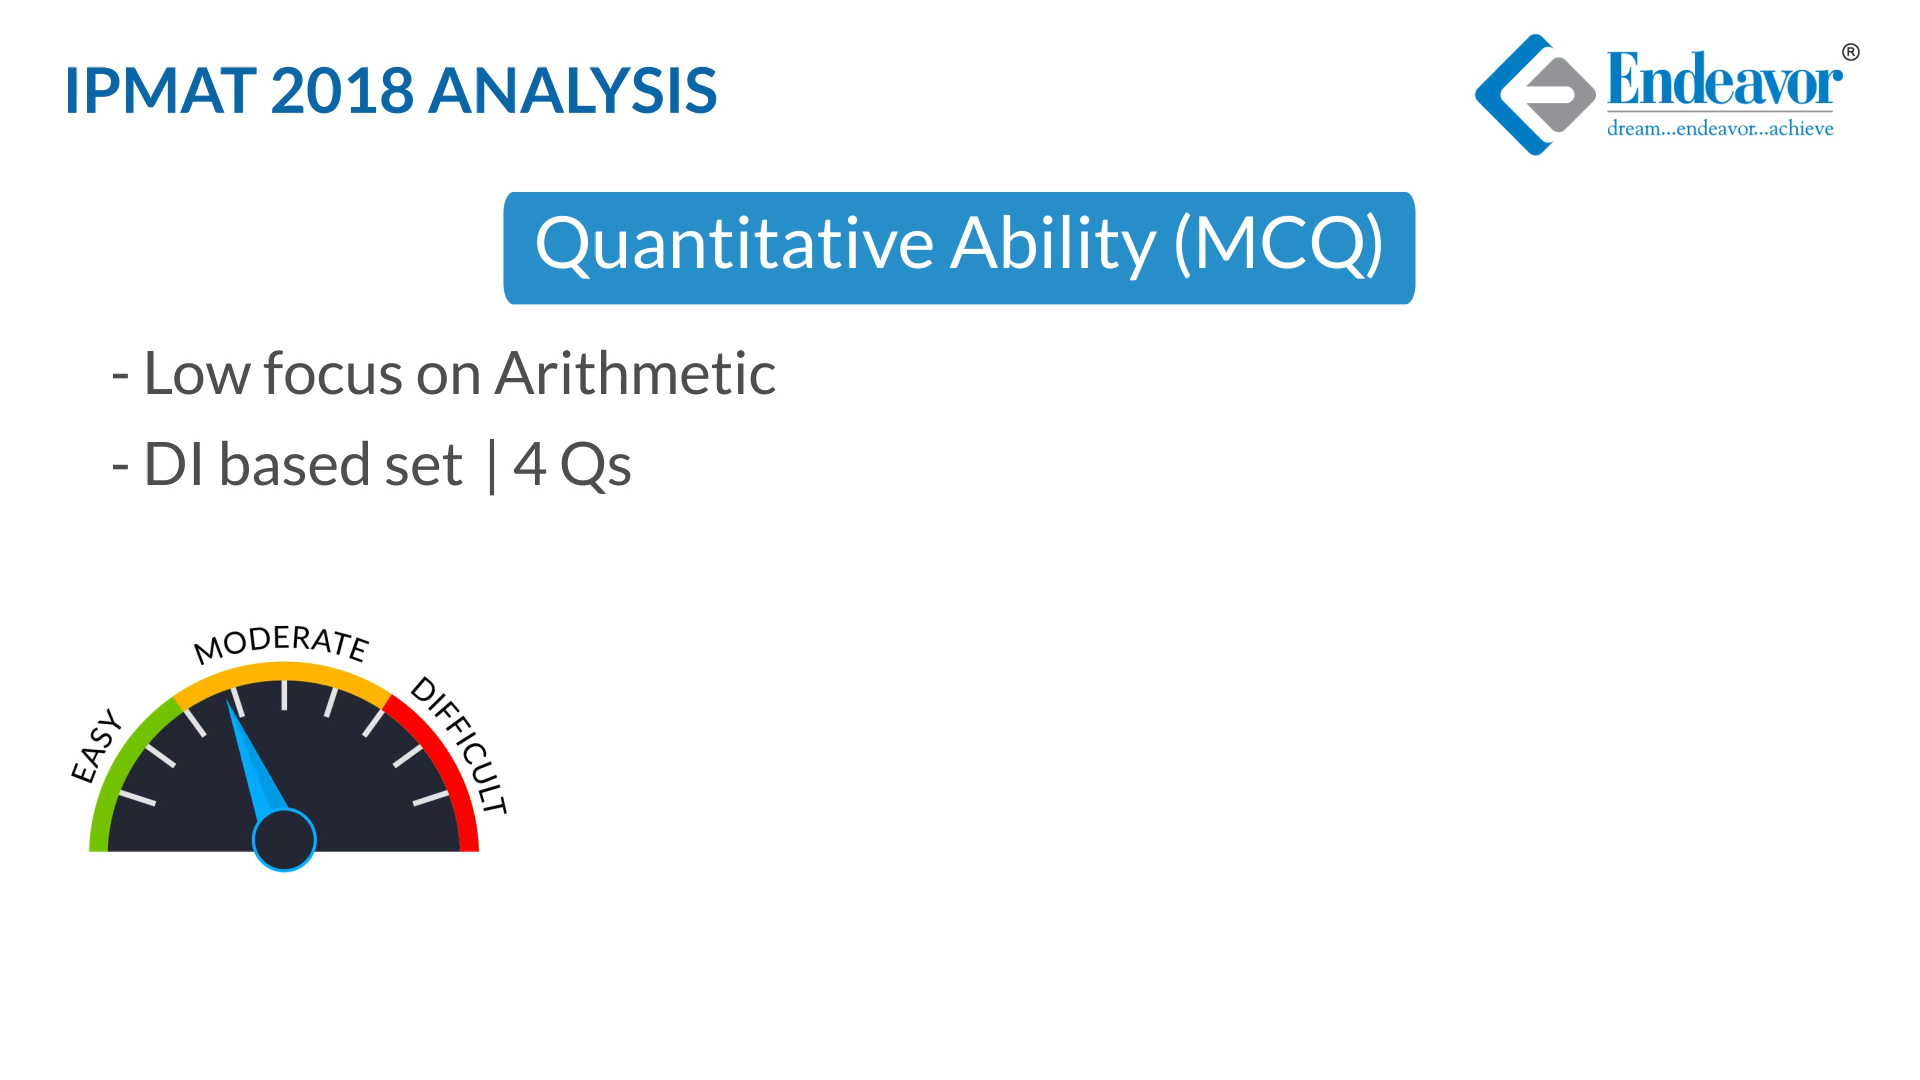 IPMAT 2018 ANALYSIS
Endeavor®
dream...endeavor...achieve
Quantitative Ability (MCQ)
- Low focus on Arithmetic
- DI based set | 4 Qs
EASY
MODERATE
DIFFICULT